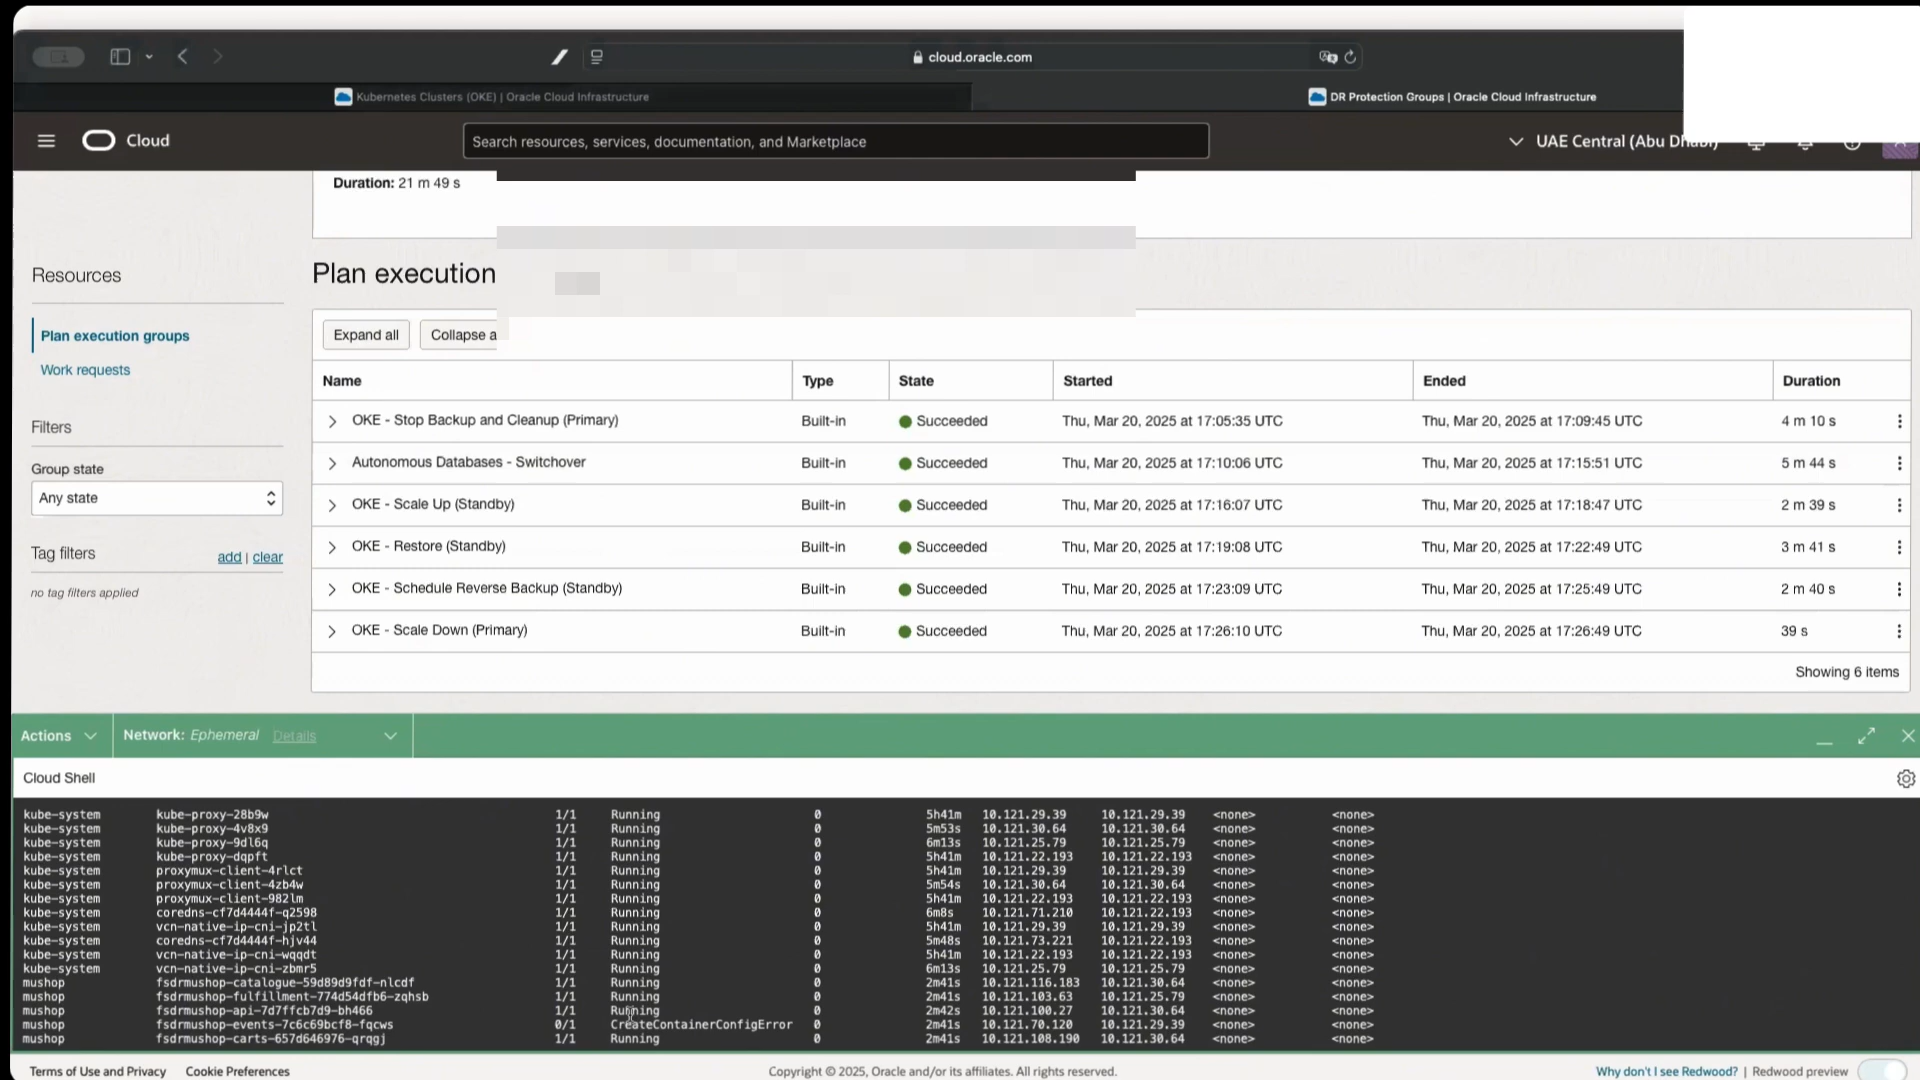 cloud.oracle.com
Kubernetes Clusters (OKE) | Oracle Cloud Infrastructure
DR Protection Groups | Oracle Cloud Infrastructure
Cloud
Search resources, services, documentation, and Marketplace
UAE Central (Abu Dhabi)
Duration: 21 m 49 s
Resources
Plan execution groups
Work requests
Filters
Group state
Any state
Tag filters
add | clear
no tag filters applied
Plan execution
Expand all
Collapse a
Name Type State Started Ended Duration
OKE - Stop Backup and Cleanup (Primary) Built-in Succeeded Thu, Mar 20, 2025 at 17:05:35 UTC Thu, Mar 20, 2025 at 17:09:45 UTC 4 m 10 s
Autonomous Databases - Switchover Built-in Succeeded Thu, Mar 20, 2025 at 17:10:06 UTC Thu, Mar 20, 2025 at 17:15:51 UTC 5 m 44 s
OKE - Scale Up (Standby) Built-in Succeeded Thu, Mar 20, 2025 at 17:16:07 UTC Thu, Mar 20, 2025 at 17:18:47 UTC 2 m 39 s
OKE - Restore (Standby) Built-in Succeeded Thu, Mar 20, 2025 at 17:19:08 UTC Thu, Mar 20, 2025 at 17:22:49 UTC 3 m 41 s
OKE - Schedule Reverse Backup (Standby) Built-in Succeeded Thu, Mar 20, 2025 at 17:23:09 UTC Thu, Mar 20, 2025 at 17:25:49 UTC 2 m 40 s
OKE - Scale Down (Primary) Built-in Succeeded Thu, Mar 20, 2025 at 17:26:10 UTC Thu, Mar 20, 2025 at 17:26:49 UTC 39 s
Showing 6 items
Actions
Network: Ephemeral Details
Cloud Shell
kube-system kube-proxy-28b9w 1/1 Running 0 5h41m 10.121.29.39 10.121.29.39 <none> <none>
kube-system kube-proxy-4v8x9 1/1 Running 0 5m53s 10.121.30.64 10.121.30.64 <none> <none>
kube-system kube-proxy-9dl6q 1/1 Running 0 6m13s 10.121.25.79 10.121.25.79 <none> <none>
kube-system kube-proxy-dqpft 1/1 Running 0 5h41m 10.121.22.193 10.121.22.193 <none> <none>
kube-system proxymux-client-4rlct 1/1 Running 0 5h41m 10.121.29.39 10.121.29.39 <none> <none>
kube-system proxymux-client-4zb4w 1/1 Running 0 5m54s 10.121.30.64 10.121.30.64 <none> <none>
kube-system proxymux-client-982lm 1/1 Running 0 5h41m 10.121.22.193 10.121.22.193 <none> <none>
kube-system coredns-cf7d4444f-q2598 1/1 Running 0 6m8s 10.121.71.210 10.121.22.193 <none> <none>
kube-system vcn-native-ip-cni-jp2tl 1/1 Running 0 5h41m 10.121.29.39 10.121.29.39 <none> <none>
kube-system coredns-cf7d4444f-hjv44 1/1 Running 0 5m48s 10.121.73.221 10.121.22.193 <none> <none>
kube-system vcn-native-ip-cni-wqqdt 1/1 Running 0 5h41m 10.121.22.193 10.121.22.193 <none> <none>
kube-system vcn-native-ip-cni-zbmr5 1/1 Running 0 6m13s 10.121.25.79 10.121.25.79 <none> <none>
mushop fsdrmushop-catalogue-59d89d9fdf-nlcdf 1/1 Running 0 2m41s 10.121.116.183 10.121.30.64 <none> <none>
mushop fsdrmushop-fulfillment-774d54dfb6-zqhsb 1/1 Running 0 2m41s 10.121.103.63 10.121.25.79 <none> <none>
mushop fsdrmushop-api-7d7ffcb7d9-bh466 1/1 Running 0 2m42s 10.121.100.27 10.121.30.64 <none> <none>
mushop fsdrmushop-events-7c6c69bcf8-fqcws 0/1 CreateContainerConfigError 0 2m41s 10.121.70.120 10.121.29.39 <none> <none>
mushop fsdrmushop-carts-657d646976-qrqgj 1/1 Running 0 2m41s 10.121.108.190 10.121.30.64 <none> <none>
Terms of Use and Privacy Cookie Preferences Copyright © 2025, Oracle and/or its affiliates. All rights reserved. Why don't I see Redwood? | Redwood preview